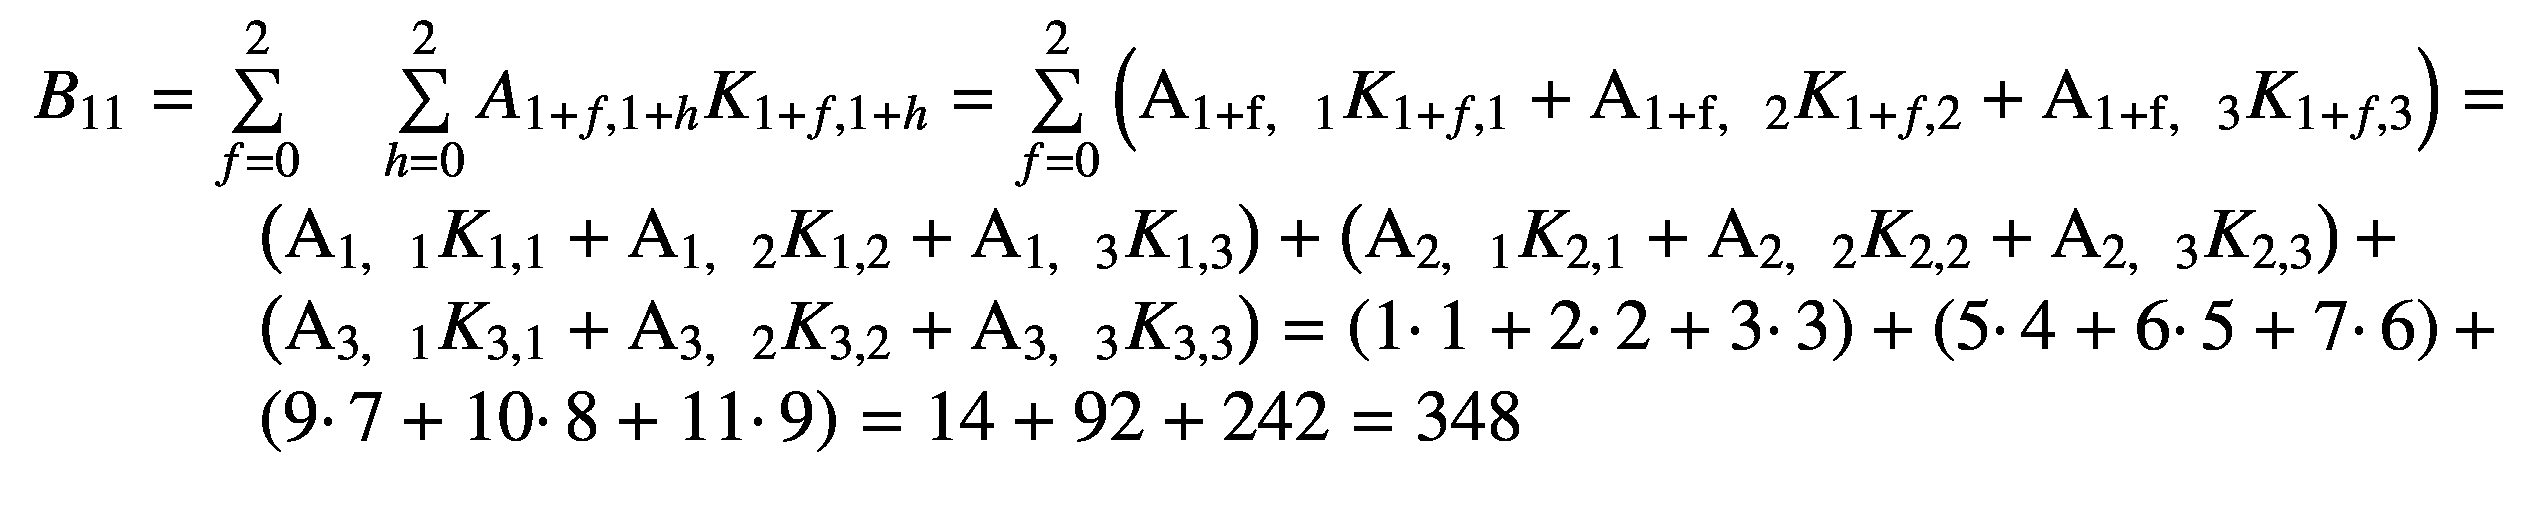 $B_{11} = \sum_{f=0}^{2} \sum_{h=0}^{2} A_{1+f,1+h} K_{1+f,1+h} = \sum_{f=0}^{2} \left( \mathrm{A}_{1+\mathrm{f},\ 1} K_{1+f,1} + \mathrm{A}_{1+\mathrm{f},\ 2} K_{1+f,2} + \mathrm{A}_{1+\mathrm{f},\ 3} K_{1+f,3} \right) =$
$(\mathrm{A}_{1,\ 1} K_{1,1} + \mathrm{A}_{1,\ 2} K_{1,2} + \mathrm{A}_{1,\ 3} K_{1,3}) + (\mathrm{A}_{2,\ 1} K_{2,1} + \mathrm{A}_{2,\ 2} K_{2,2} + \mathrm{A}_{2,\ 3} K_{2,3}) +$
$(\mathrm{A}_{3,\ 1} K_{3,1} + \mathrm{A}_{3,\ 2} K_{3,2} + \mathrm{A}_{3,\ 3} K_{3,3}) = (1 \cdot 1 + 2 \cdot 2 + 3 \cdot 3) + (5 \cdot 4 + 6 \cdot 5 + 7 \cdot 6) +$
$(9 \cdot 7 + 10 \cdot 8 + 11 \cdot 9) = 14 + 92 + 242 = 348$